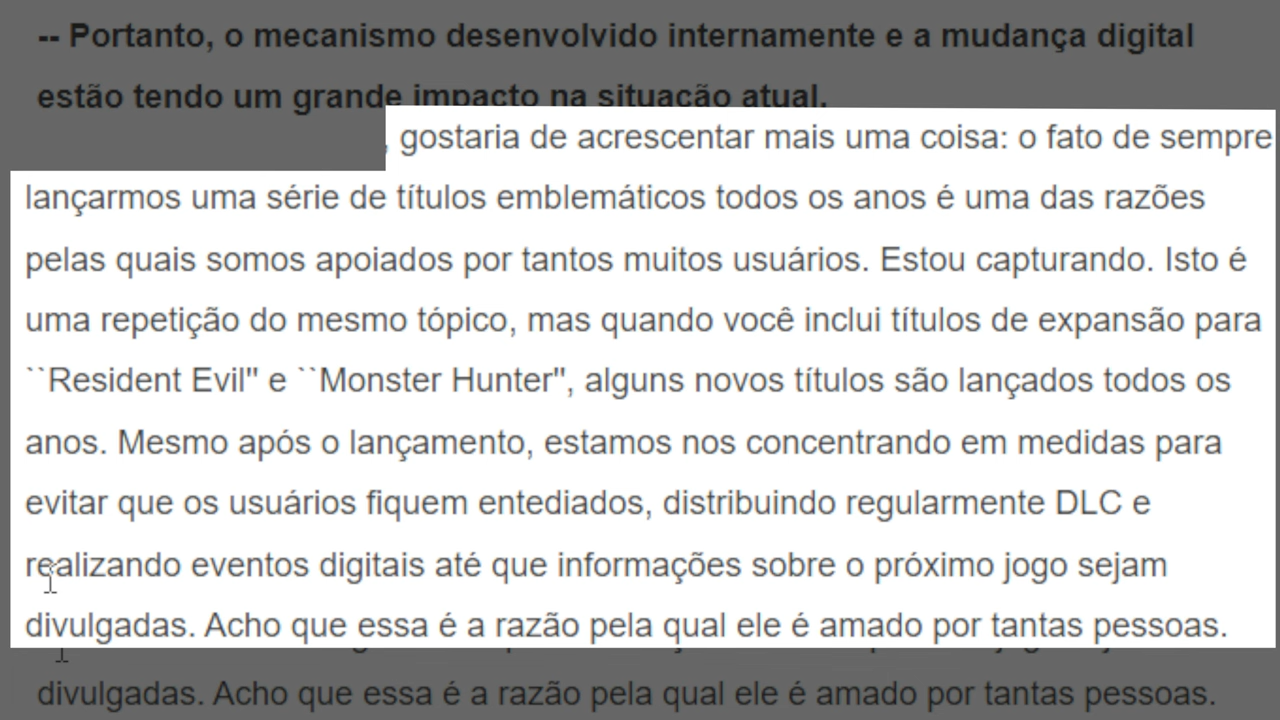 -- Portanto, o mecanismo desenvolvido internamente e a mudança digital
estão tendo um grande impacto na situação atual.
, gostaria de acrescentar mais uma coisa: o fato de sempre
lançarmos uma série de títulos emblemáticos todos os anos é uma das razões
pelas quais somos apoiados por tantos muitos usuários. Estou capturando. Isto é
uma repetição do mesmo tópico, mas quando você inclui títulos de expansão para
``Resident Evil'' e ``Monster Hunter'', alguns novos títulos são lançados todos os
anos. Mesmo após o lançamento, estamos nos concentrando em medidas para
evitar que os usuários fiquem entediados, distribuindo regularmente DLC e
realizando eventos digitais até que informações sobre o próximo jogo sejam
divulgadas. Acho que essa é a razão pela qual ele é amado por tantas pessoas.
divulgadas. Acho que essa é a razão pela qual ele é amado por tantas pessoas.